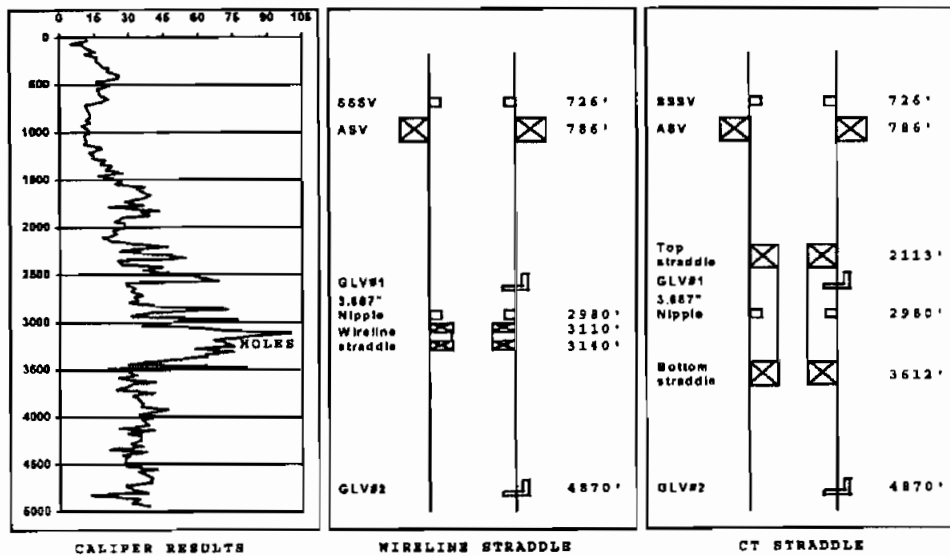 0 15 30 45 60 75 90 105
0
500
1000
1500
2000
2500
3000
3500
4000
4500
5000
HOLES
CALIPER RESULTS
SSSV 726'
ASV 786'
GLV#1
3.687"
Nipple 2980'
Wireline 3110'
straddle 3140'
GLV#2 4870'
WIRELINE STRADDLE
SSSV 726'
ASV 786'
Top
straddle 2113'
GLV#1
3.687"
Nipple 2980'
Bottom
straddle 3612'
GLV#2 4870'
CT STRADDLE